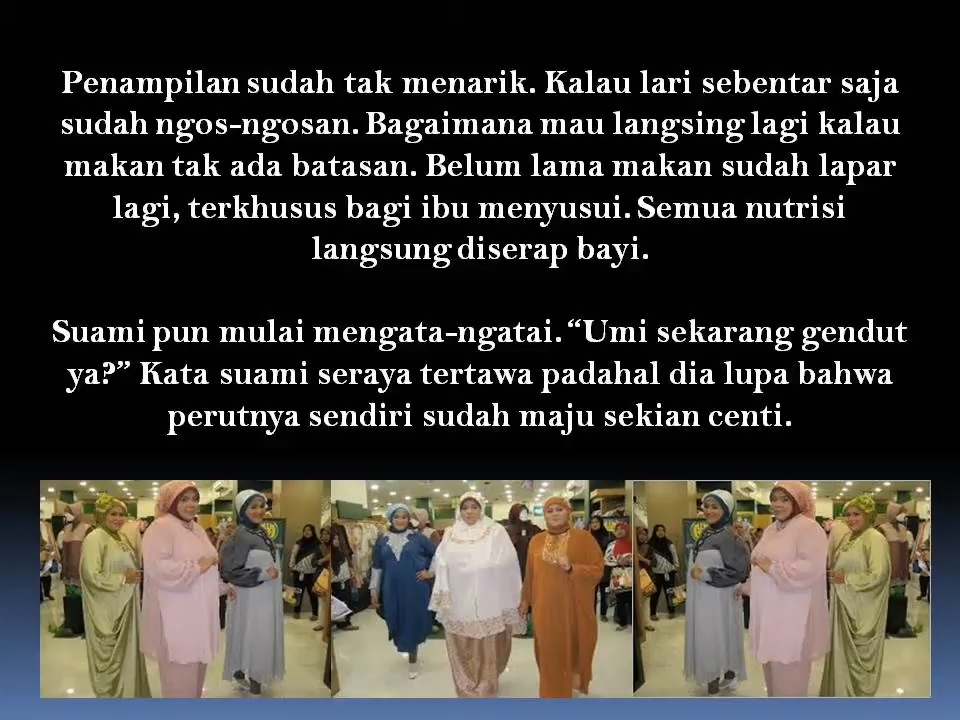 Penampilan sudah tak menarik. Kalau lari sebentar saja
sudah ngos-ngosan. Bagaimana mau langsing lagi kalau
makan tak ada batasan. Belum lama makan sudah lapar
lagi, terkhusus bagi ibu menyusui. Semua nutrisi
langsung diserap bayi.
Suami pun mulai mengata-ngatai. “Umi sekarang gendut
ya?” Kata suami seraya tertawa padahal dia lupa bahwa
perutnya sendiri sudah maju sekian centi.